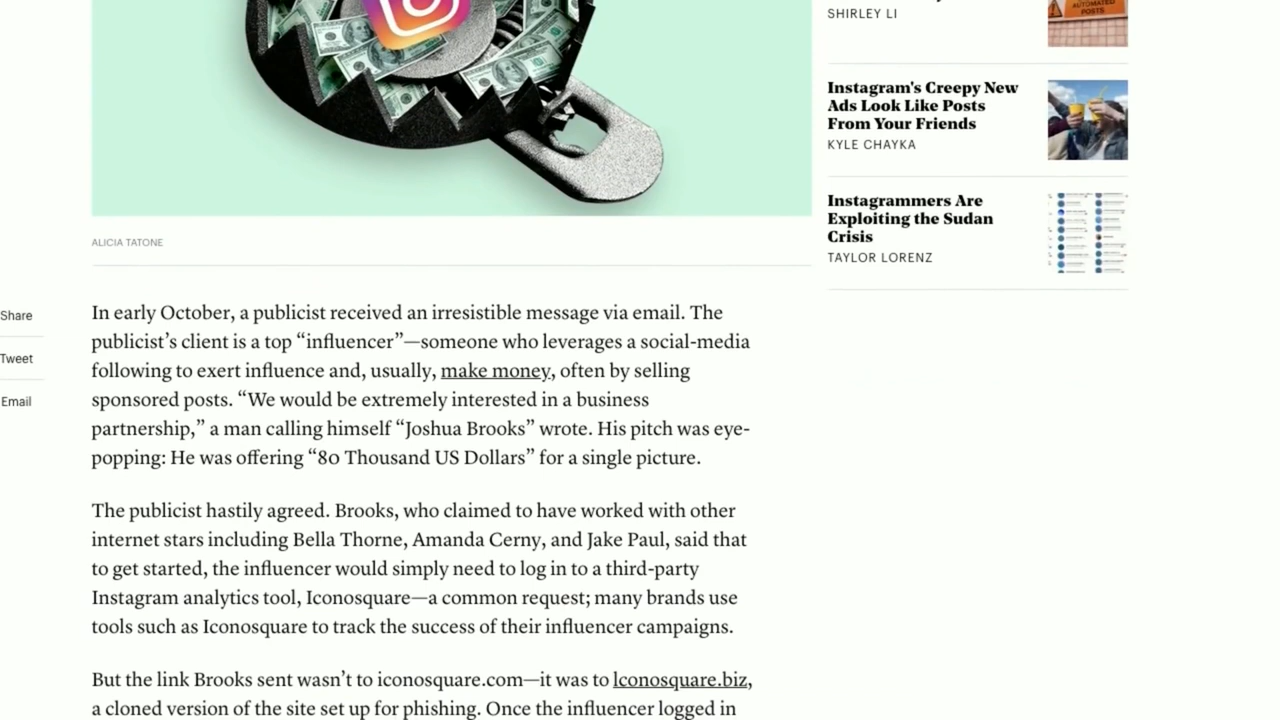 SHIRLEY LI
AUTOMATED
POSTS
Instagram's Creepy New
Ads Look Like Posts
From Your Friends
KYLE CHAYKA
Instagrammers Are
Exploiting the Sudan
Crisis
TAYLOR LORENZ
ALICIA TATONE
Share
Tweet
Email
In early October, a publicist received an irresistible message via email. The
publicist’s client is a top “influencer”—someone who leverages a social-media
following to exert influence and, usually, make money, often by selling
sponsored posts. “We would be extremely interested in a business
partnership,” a man calling himself “Joshua Brooks” wrote. His pitch was eye-
popping: He was offering “80 Thousand US Dollars” for a single picture.
The publicist hastily agreed. Brooks, who claimed to have worked with other
internet stars including Bella Thorne, Amanda Cerny, and Jake Paul, said that
to get started, the influencer would simply need to log in to a third-party
Instagram analytics tool, Iconosquare—a common request; many brands use
tools such as Iconosquare to track the success of their influencer campaigns.
But the link Brooks sent wasn’t to iconosquare.com—it was to lconosquare.biz,
a cloned version of the site set up for phishing. Once the influencer logged in